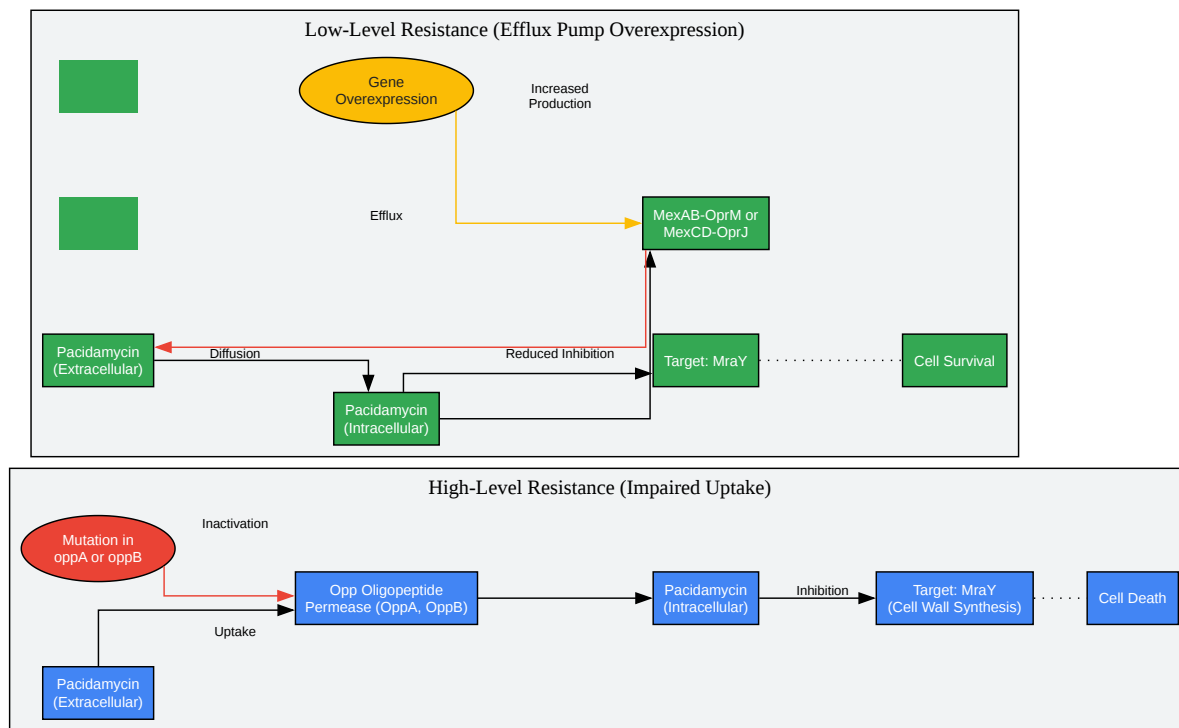 Low-Level Resistance (Efflux Pump Overexpression)
Gene
Overexpression
Increased
Production
Efflux
MexAB-OprM or
MexCD-OprJ
Pacidamycin
(Extracellular)
Diffusion
Reduced Inhibition
Target: MraY
Cell Survival
Pacidamycin
(Intracellular)
High-Level Resistance (Impaired Uptake)
Mutation in
oppA or oppB
Inactivation
Opp Oligopeptide
Permease (OppA, OppB)
Pacidamycin
(Intracellular)
Inhibition
Target: MraY
(Cell Wall Synthesis)
Cell Death
Uptake
Pacidamycin
(Extracellular)